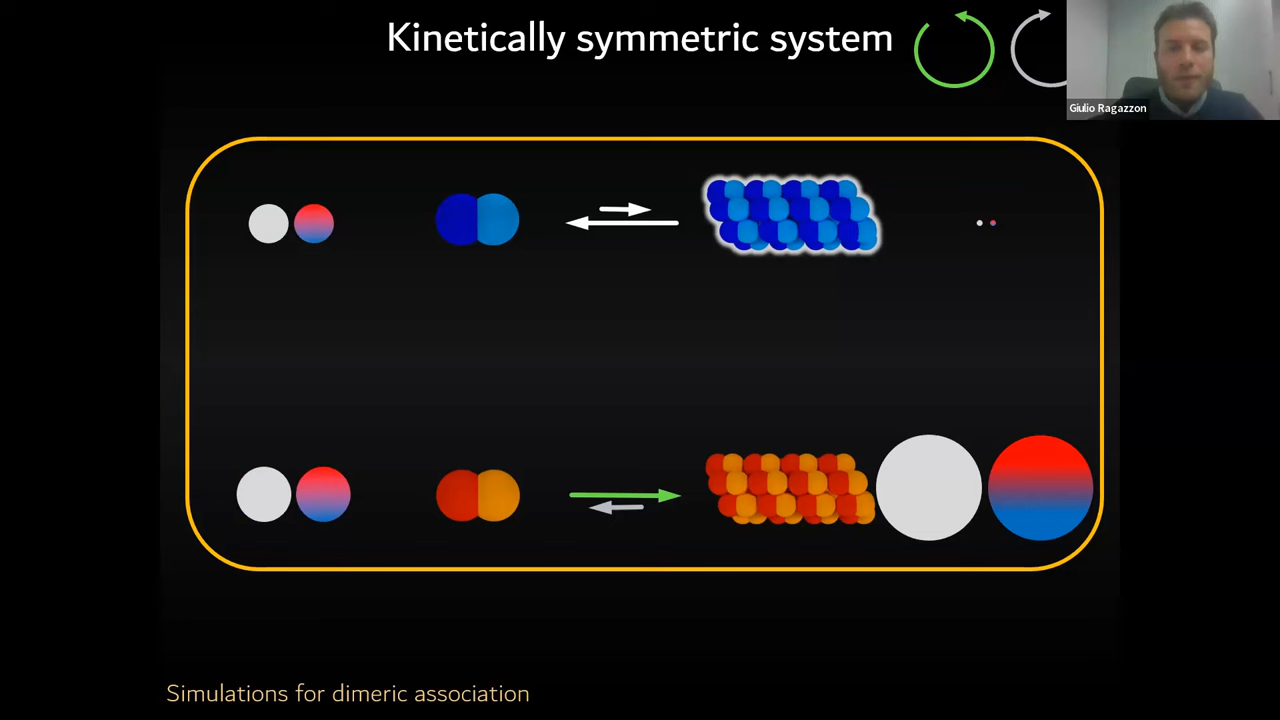 Kinetically symmetric system
Giulio Ragazzon
Simulations for dimeric association